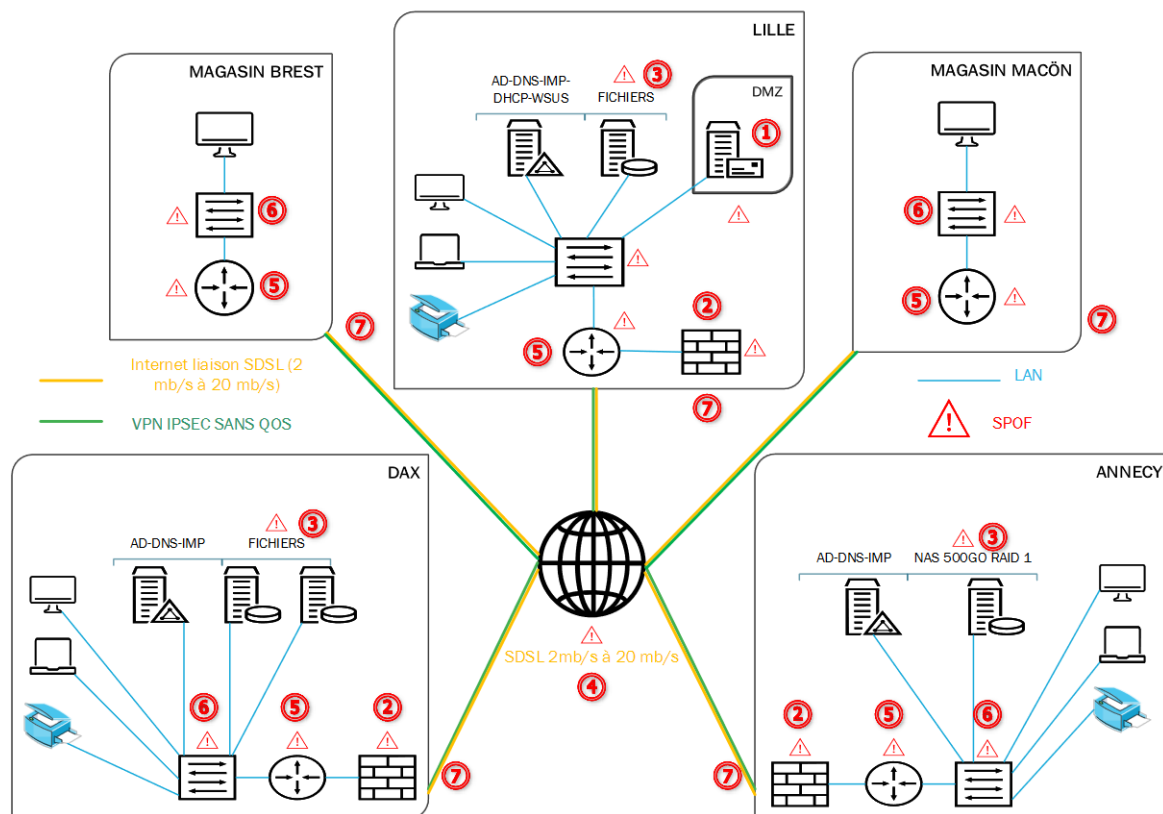 LILLE
MAGASIN BREST
AD-DNS-IMP-
DHCP-WSUS
3
FICHIERS
DMZ
1
MAGASIN MACÖN
6
6
5
5
2
5
7
7
7
Internet liaison SDSL (2
mb/s à 20 mb/s)
VPN IPSEC SANS QOS
LAN
SPOF
DAX
3
AD-DNS-IMP
FICHIERS
6
5
2
7
SDSL 2mb/s à 20 mb/s
4
ANNECY
3
AD-DNS-IMP
NAS 500GO RAID 1
2
5
6
7